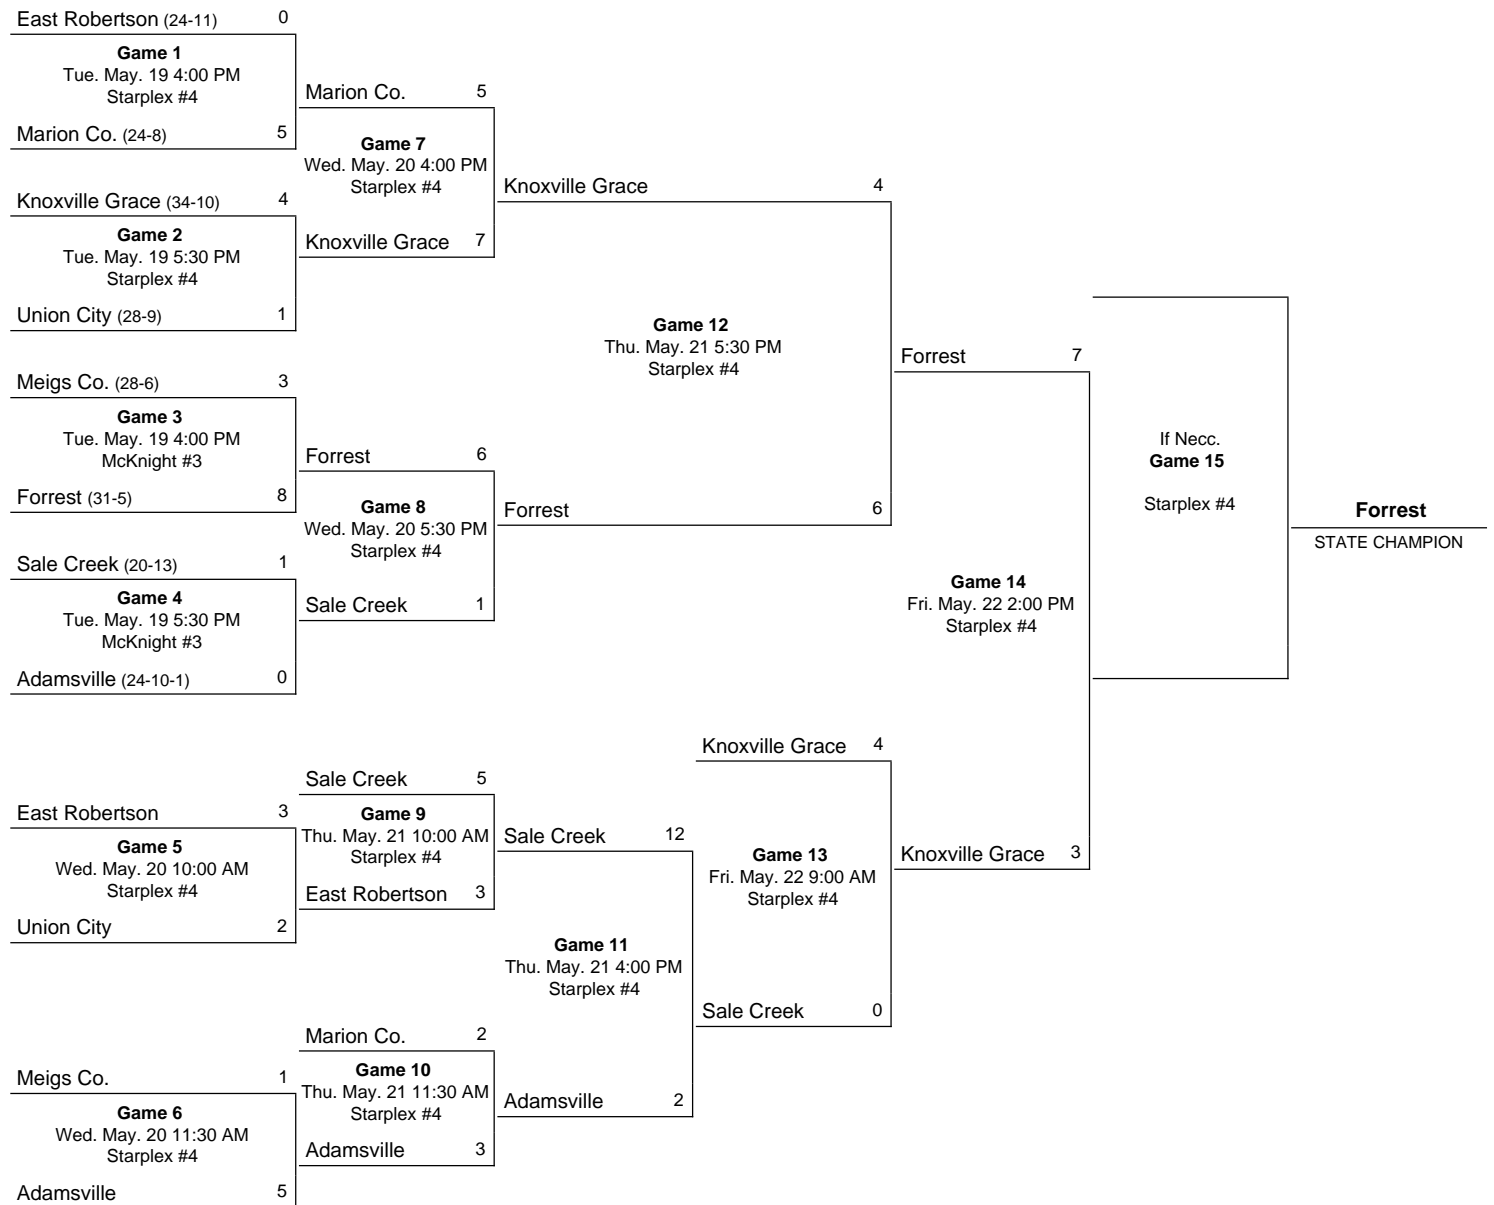 East Robertson (24-11) 0
Game 1
Tue. May. 19 4:00 PM
Starplex #4
Marion Co. (24-8) 5
Knoxville Grace (34-10) 4
Game 2
Tue. May. 19 5:30 PM
Starplex #4
Union City (28-9) 1
Meigs Co. (28-6) 3
Game 3
Tue. May. 19 4:00 PM
McKnight #3
Forrest (31-5) 8
Sale Creek (20-13) 1
Game 4
Tue. May. 19 5:30 PM
McKnight #3
Adamsville (24-10-1) 0
East Robertson 3
Game 5
Wed. May. 20 10:00 AM
Starplex #4
Union City 2
Meigs Co. 1
Game 6
Wed. May. 20 11:30 AM
Starplex #4
Adamsville 5
Marion Co. 5
Game 7
Wed. May. 20 4:00 PM
Starplex #4
Knoxville Grace 7
Forrest 6
Game 8
Wed. May. 20 5:30 PM
Starplex #4
Sale Creek 1
Sale Creek 5
Game 9
Thu. May. 21 10:00 AM
Starplex #4
East Robertson 3
Marion Co. 2
Game 10
Thu. May. 21 11:30 AM
Starplex #4
Adamsville 3
Knoxville Grace 4
Game 12
Thu. May. 21 5:30 PM
Starplex #4
Forrest 6
Sale Creek 12
Game 11
Thu. May. 21 4:00 PM
Starplex #4
Adamsville 2
Knoxville Grace 4
Game 13
Fri. May. 22 9:00 AM
Starplex #4
Sale Creek 0
Forrest 7
Game 14
Fri. May. 22 2:00 PM
Starplex #4
Knoxville Grace 3
If Necc.
Game 15
Starplex #4
Forrest
STATE CHAMPION